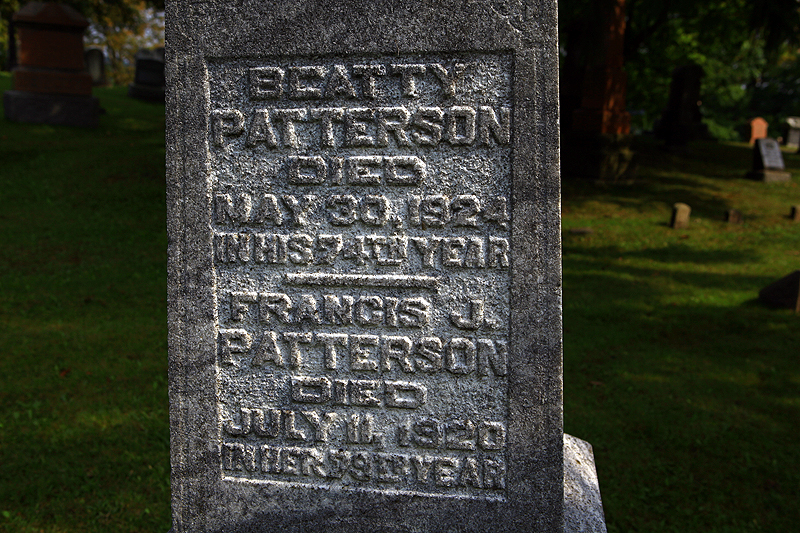 BEATTY
PATTERSON
DIED
MAY 30, 1924
IN HIS 74TH YEAR
FRANCIS J.
PATTERSON
DIED
JULY 11, 1920
IN HER YEAR